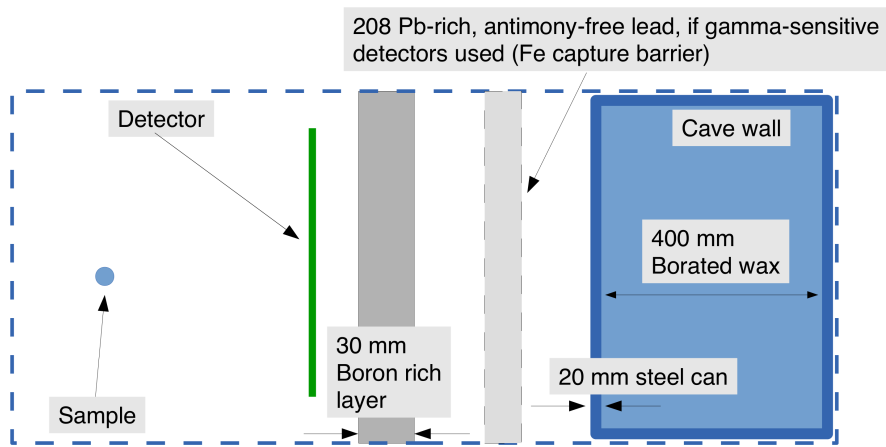 208 Pb-rich, antimony-free lead, if gamma-sensitive
detectors used (Fe capture barrier)
Detector
Cave wall
400 mm
Borated wax
30 mm
Boron rich
layer
20 mm steel can
Sample